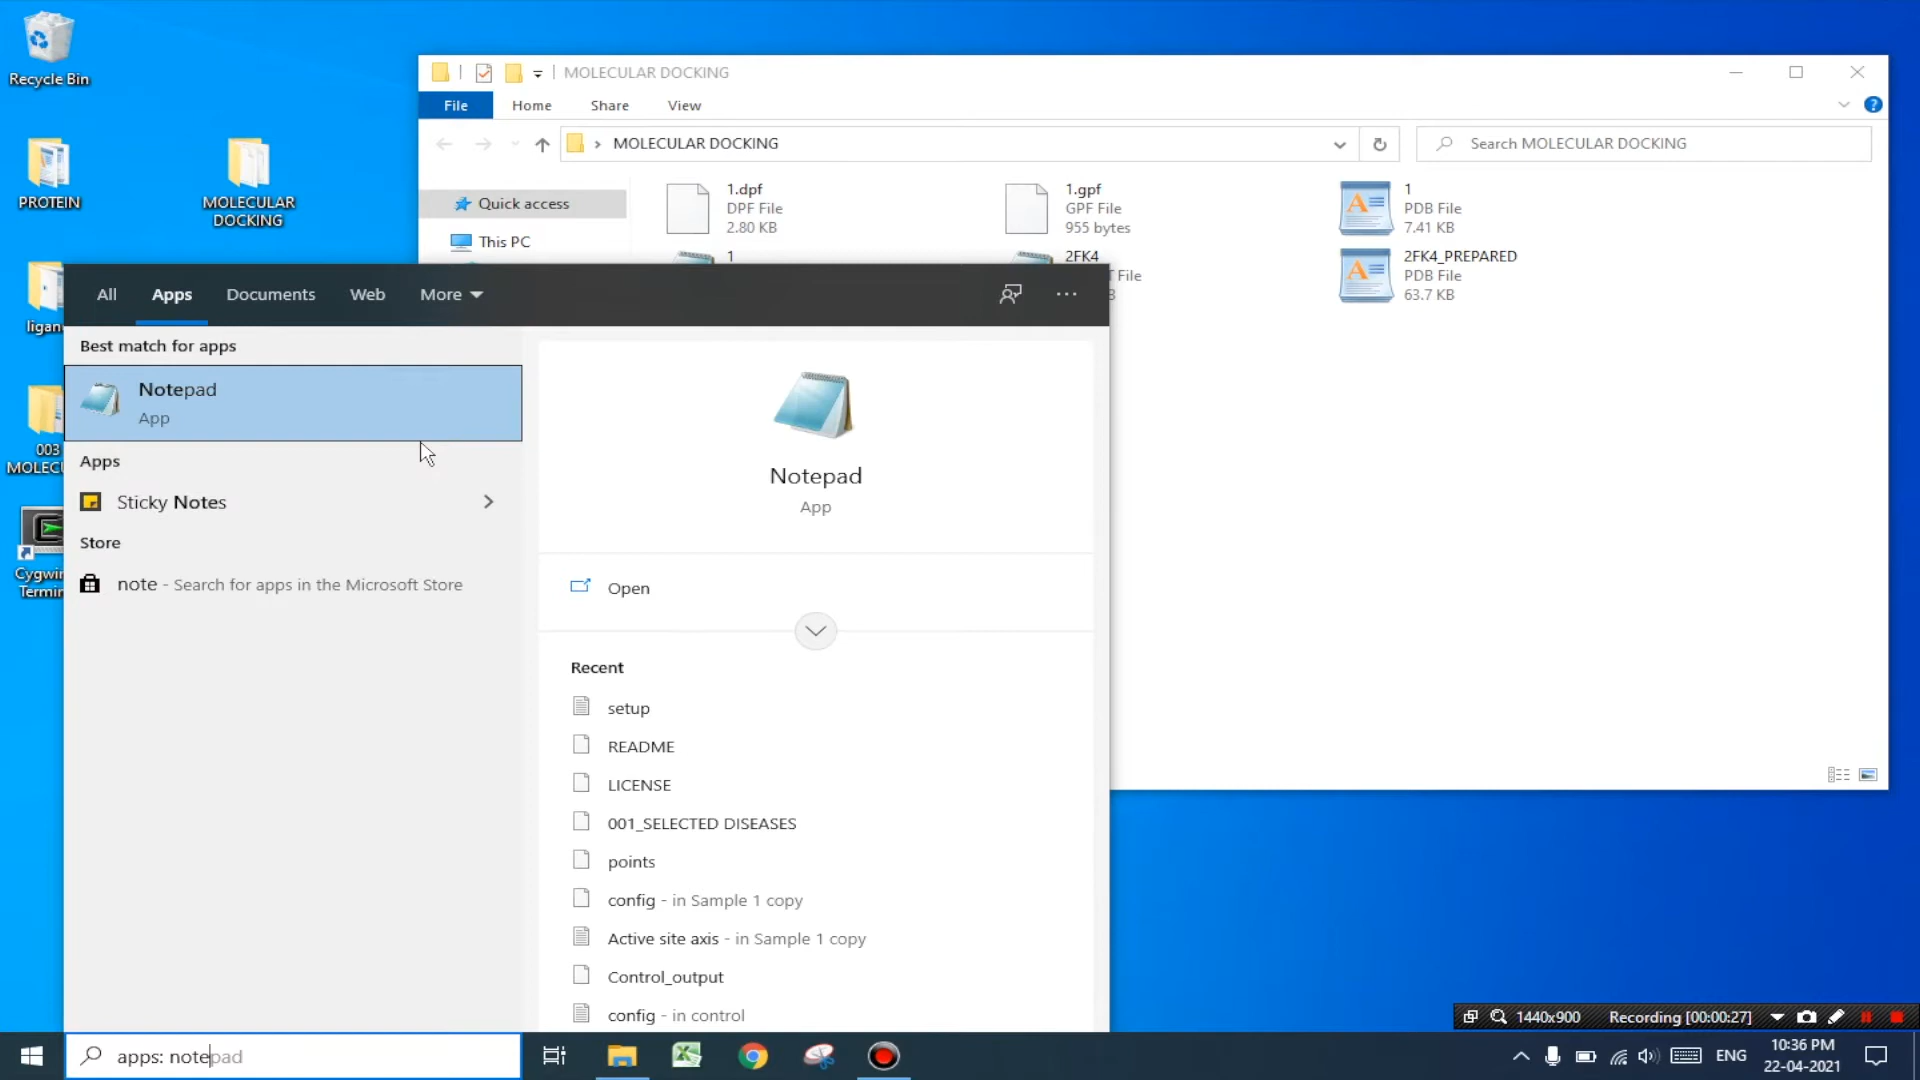 Recycle Bin
PROTEIN
MOLECULAR
DOCKING
ligan
003
MOLEC
Cygwin
Termin
MOLECULAR DOCKING
File
Home
Share
View
MOLECULAR DOCKING
Search MOLECULAR DOCKING
Quick access
This PC
1.dpf
DPF File
2.80 KB
1.gpf
GPF File
955 bytes
1
PDB File
7.41 KB
1
2FK4
T File
B
2FK4_PREPARED
PDB File
63.7 KB
All
Apps
Documents
Web
More
Best match for apps
Notepad
App
Apps
Sticky Notes
Store
note - Search for apps in the Microsoft Store
Notepad
App
Open
Recent
setup
README
LICENSE
001_SELECTED DISEASES
points
config - in Sample 1 copy
Active site axis - in Sample 1 copy
Control_output
config - in control
1440x900
Recording [00:00:27]
apps: notepad
ENG
10:36 PM
22-04-2021